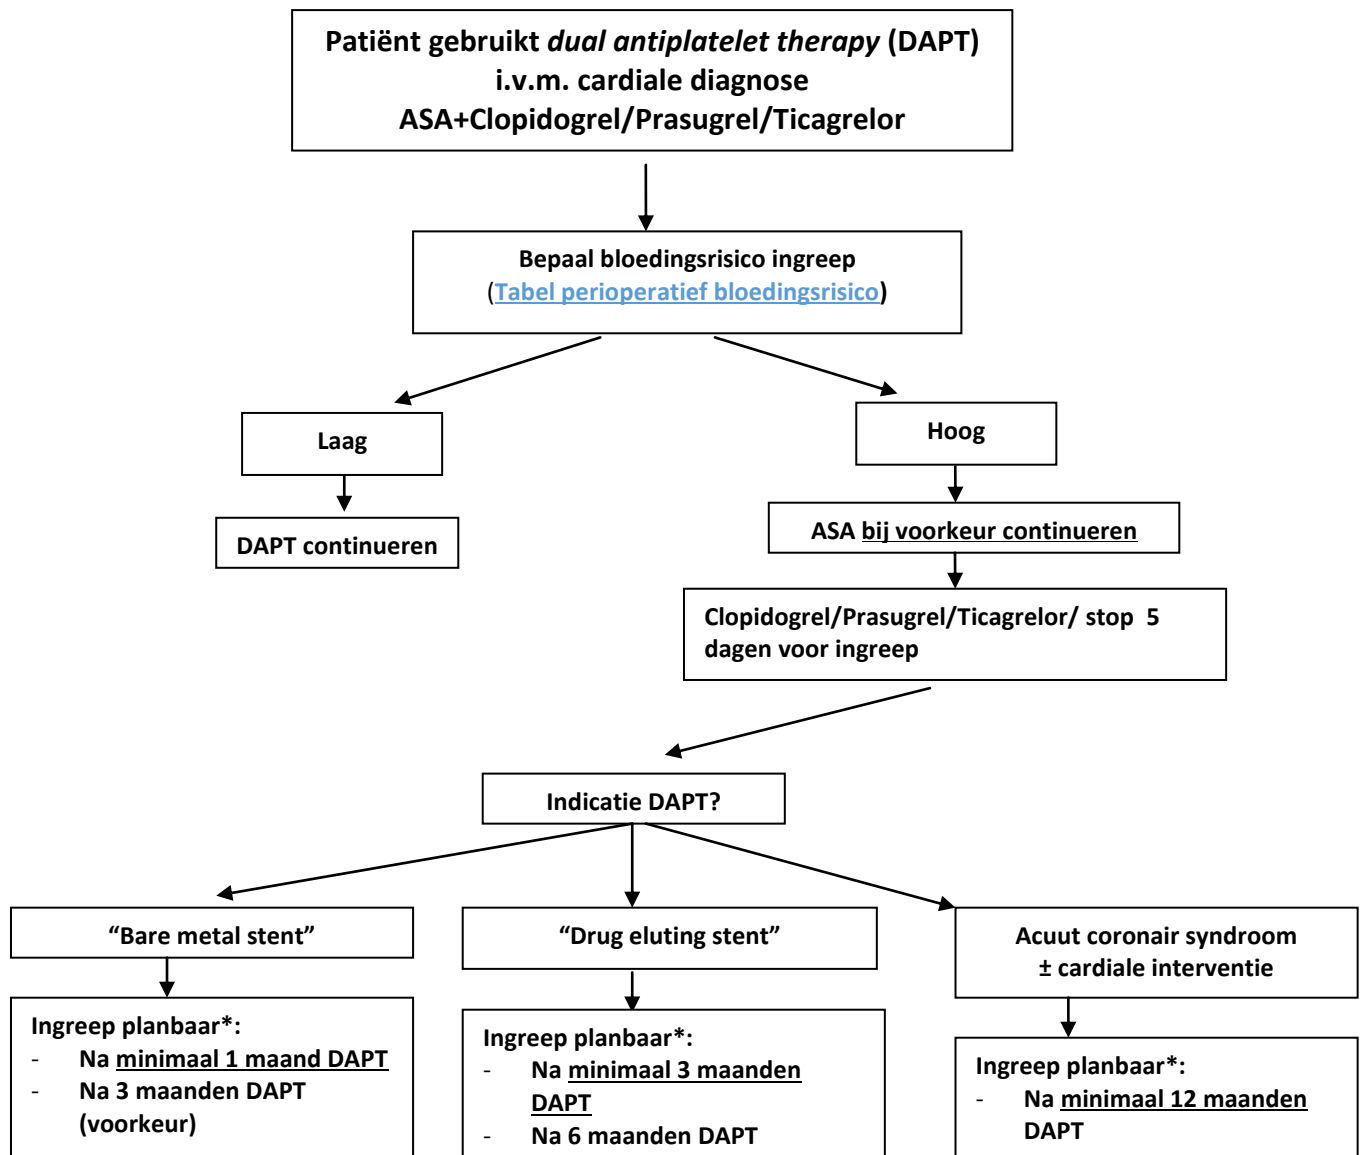 Patiënt gebruikt dual antiplatelet therapy (DAPT)
i.v.m. cardiale diagnose
ASA+Clopidogrel/Prasugrel/Ticagrelor
Bepaal bloedingsrisico ingreep
(Tabel perioperatief bloedingsrisico)
Laag
Hoog
DAPT continueren
ASA bij voorkeur continueren
Clopidogrel/Prasugrel/Ticagrelor/ stop 5
dagen voor ingreep
Indicatie DAPT?
“Bare metal stent”
“Drug eluting stent”
Acuut coronair syndroom
± cardiale interventie
Ingreep planbaar*:
- Na minimaal 1 maand DAPT
- Na 3 maanden DAPT
(voorkeur)
Ingreep planbaar*:
- Na minimaal 3 maanden
DAPT
- Na 6 maanden DAPT
Ingreep planbaar*:
- Na minimaal 12 maanden
DAPT